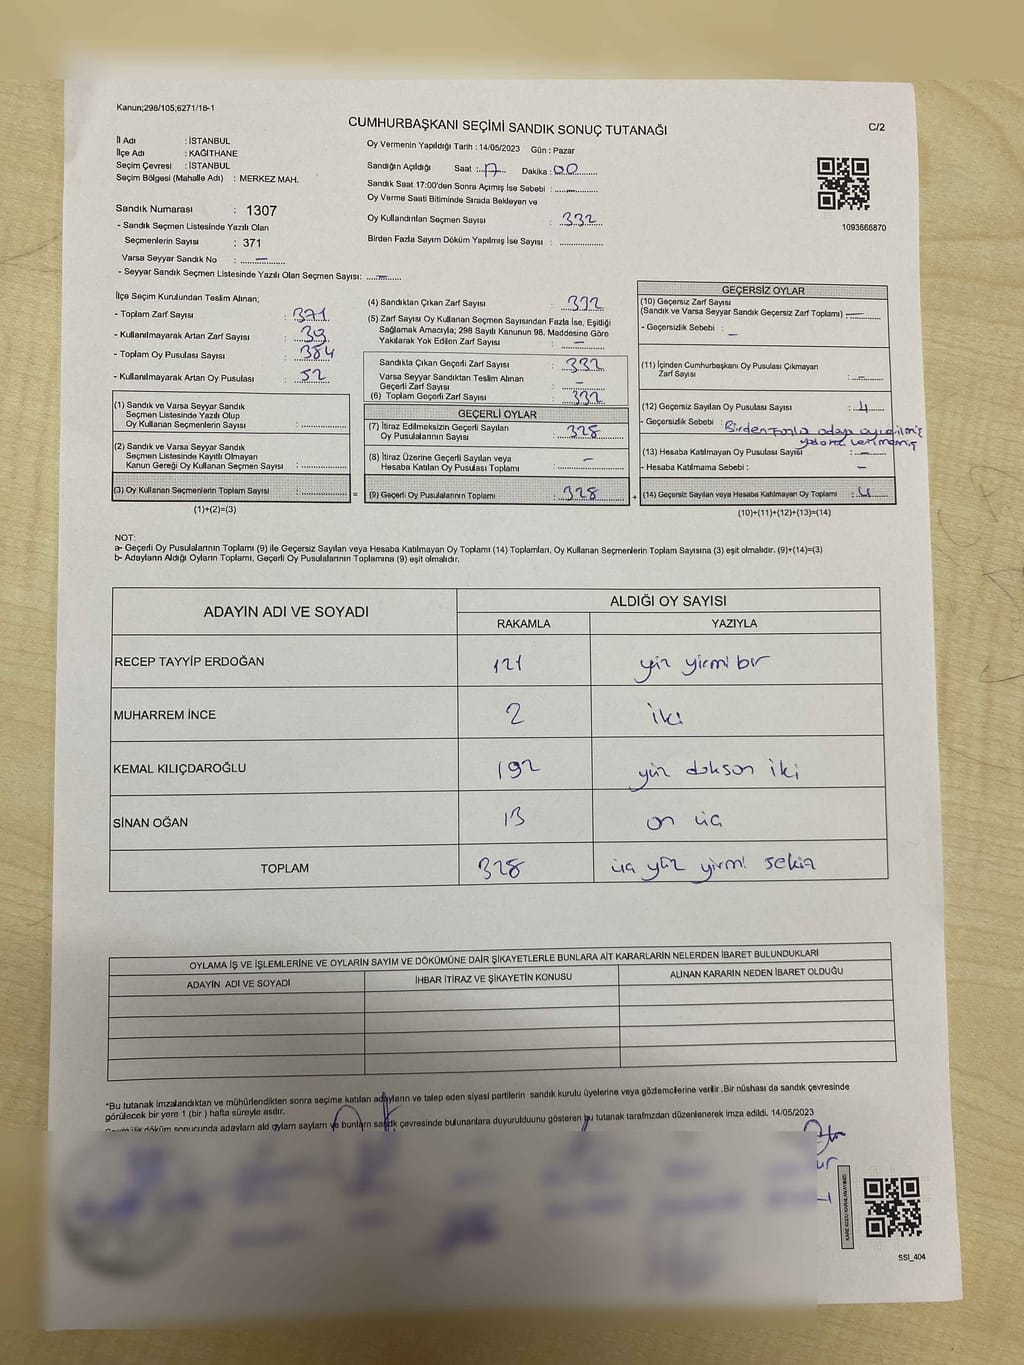 Kanun;298/105;6271/18-1
CUMHURBAŞKANI SEÇİMİ SANDIK SONUÇ TUTANAĞI
C/2
İl Adı : İSTANBUL
İlçe Adı : KAĞITHANE
Seçim Çevresi : İSTANBUL
Seçim Bölgesi (Mahalle Adı) : MERKEZ MAH.
Sandık Numarası : 1307
- Sandık Seçmen Listesinde Yazılı Olan
Seçmenlerin Sayısı : 371
Varsa Seyyar Sandık No : –
- Seyyar Sandık Seçmen Listesinde Yazılı Olan Seçmen Sayısı: –
Oy Vermenin Yapıldığı Tarih : 14/05/2023 Gün : Pazar
Sandığın Açıldığı Saat : 17 Dakika : 00
Sandık Saat 17:00'den Sonra Açılmış İse Sebebi : –
Oy Verme Saati Bitiminde Sırada Bekleyen ve
Oy Kullandırılan Seçmen Sayısı : 332
Birden Fazla Sayım Döküm Yapılmış İse Sayısı :
1093666870
İlçe Seçim Kurulundan Teslim Alınan;
- Toplam Zarf Sayısı : 371
- Kullanılmayarak Artan Zarf Sayısı : 39
- Toplam Oy Pusulası Sayısı : 384
- Kullanılmayarak Artan Oy Pusulası : 52
(1) Sandık ve Varsa Seyyar Sandık
Seçmen Listesinde Yazılı Olup
Oy Kullanan Seçmenlerin Sayısı :
(2) Sandık ve Varsa Seyyar Sandık
Seçmen Listesinde Kayıtlı Olmayan
Kanun Gereği Oy Kullanan Seçmen Sayısı :
(3) Oy Kullanan Seçmenlerin Toplam Sayısı :
(1)+(2)=(3)
(4) Sandıktan Çıkan Zarf Sayısı : 332
(5) Zarf Sayısı Oy Kullanan Seçmen Sayısından Fazla İse, Eşitliği
Sağlamak Amacıyla; 298 Sayılı Kanunun 98. Maddesine Göre
Yakılarak Yok Edilen Zarf Sayısı : –
Sandıkta Çıkan Geçerli Zarf Sayısı : 332
Varsa Seyyar Sandıktan Teslim Alınan
Geçerli Zarf Sayısı : –
(6) Toplam Geçerli Zarf Sayısı : 332
GEÇERLİ OYLAR
(7) İtiraz Edilmeksizin Geçerli Sayılan
Oy Pusulalarının Sayısı : 328
(8) İtiraz Üzerine Geçerli Sayılan veya
Hesaba Katılan Oy Pusulası Toplamı : –
= (9) Geçerli Oy Pusulalarının Toplamı : 328
GEÇERSİZ OYLAR
(10) Geçersiz Zarf Sayısı
(Sandık ve Varsa Seyyar Sandık Geçersiz Zarf Toplamı) : –
- Geçersizlik Sebebi : –
(11) İçinden Cumhurbaşkanı Oy Pusulası Çıkmayan
Zarf Sayısı : –
(12) Geçersiz Sayılan Oy Pusulası Sayısı : 4
- Geçersizlik Sebebi : Birden fazla aday
(13) Hesaba Katılmayan Oy Pusulası Sayısı : –
- Hesaba Katılmama Sebebi : –
+ (14) Geçersiz Sayılan veya Hesaba Katılmayan Oy Toplamı : 4
(10)+(11)+(12)+(13)=(14)
NOT:
a- Geçerli Oy Pusulalarının Toplamı (9) ile Geçersiz Sayılan veya Hesaba Katılmayan Oy Toplamı (14) Toplamları, Oy Kullanan Seçmenlerin Toplam Sayısına (3) eşit olmalıdır. (9)+(14)=(3)
b- Adayların Aldığı Oyların Toplamı, Geçerli Oy Pusulalarının Toplamına (9) eşit olmalıdır.
ADAYIN ADI VE SOYADI
ALDIĞI OY SAYISI
RAKAMLA YAZIYLA
RECEP TAYYİP ERDOĞAN 121 yüz yirmi bir
MUHARREM İNCE 2 iki
KEMAL KILIÇDAROĞLU 192 yüz doksan iki
SİNAN OĞAN 13 on üç
TOPLAM 328 üç yüz yirmi sekiz
OYLAMA İŞ VE İŞLEMLERİNE VE OYLARIN SAYIM VE DÖKÜMÜNE DAİR ŞİKAYETLERLE BUNLARA AİT KARARLARIN NELERDEN İBARET BULUNDUKLARI
ADAYIN ADI VE SOYADI İHBAR İTİRAZ VE ŞİKAYETİN KONUSU ALINAN KARARIN NEDEN İBARET OLDUĞU
*Bu tutanak imzalandıktan ve mühürlendikten sonra seçime katılan adayların ve talep eden siyasi partilerin sandık kurulu üyelerine veya gözlemcilerine verilir .Bir nüshası da sandık çevresinde
görülecek bir yere 1 (bir ) hafta süreyle asılır.
döküm sonucunda adayların bunların sandık çevresinde bulunanlara duyurulduğunu gösteren bu tutanak tarafımızdan düzenlenerek imza edildi. 14/05/2023
SSI_404